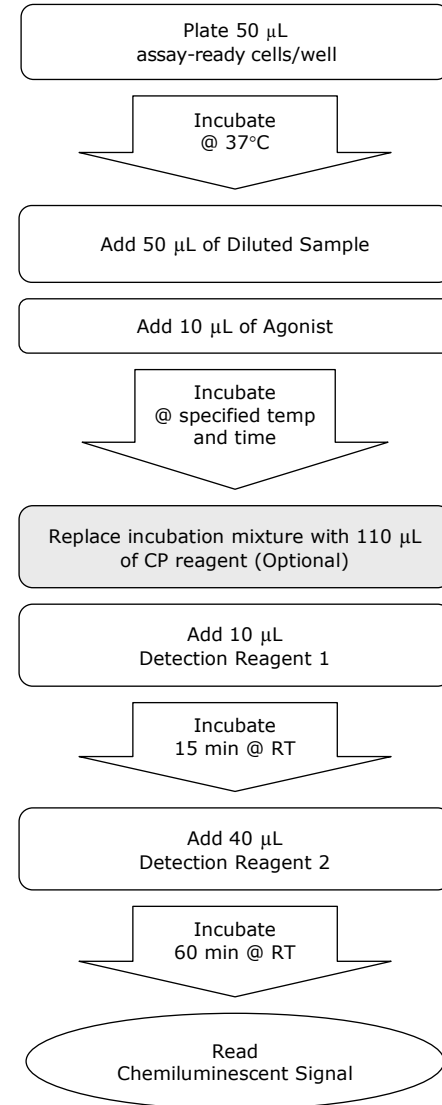 Plate 50 µL
assay-ready cells/well
Incubate
@ 37°C
Add 50 µL of Diluted Sample
Add 10 µL of Agonist
Incubate
@ specified temp
and time
Replace incubation mixture with 110 µL
of CP reagent (Optional)
Add 10 µL
Detection Reagent 1
Incubate
15 min @ RT
Add 40 µL
Detection Reagent 2
Incubate
60 min @ RT
Read
Chemiluminescent Signal